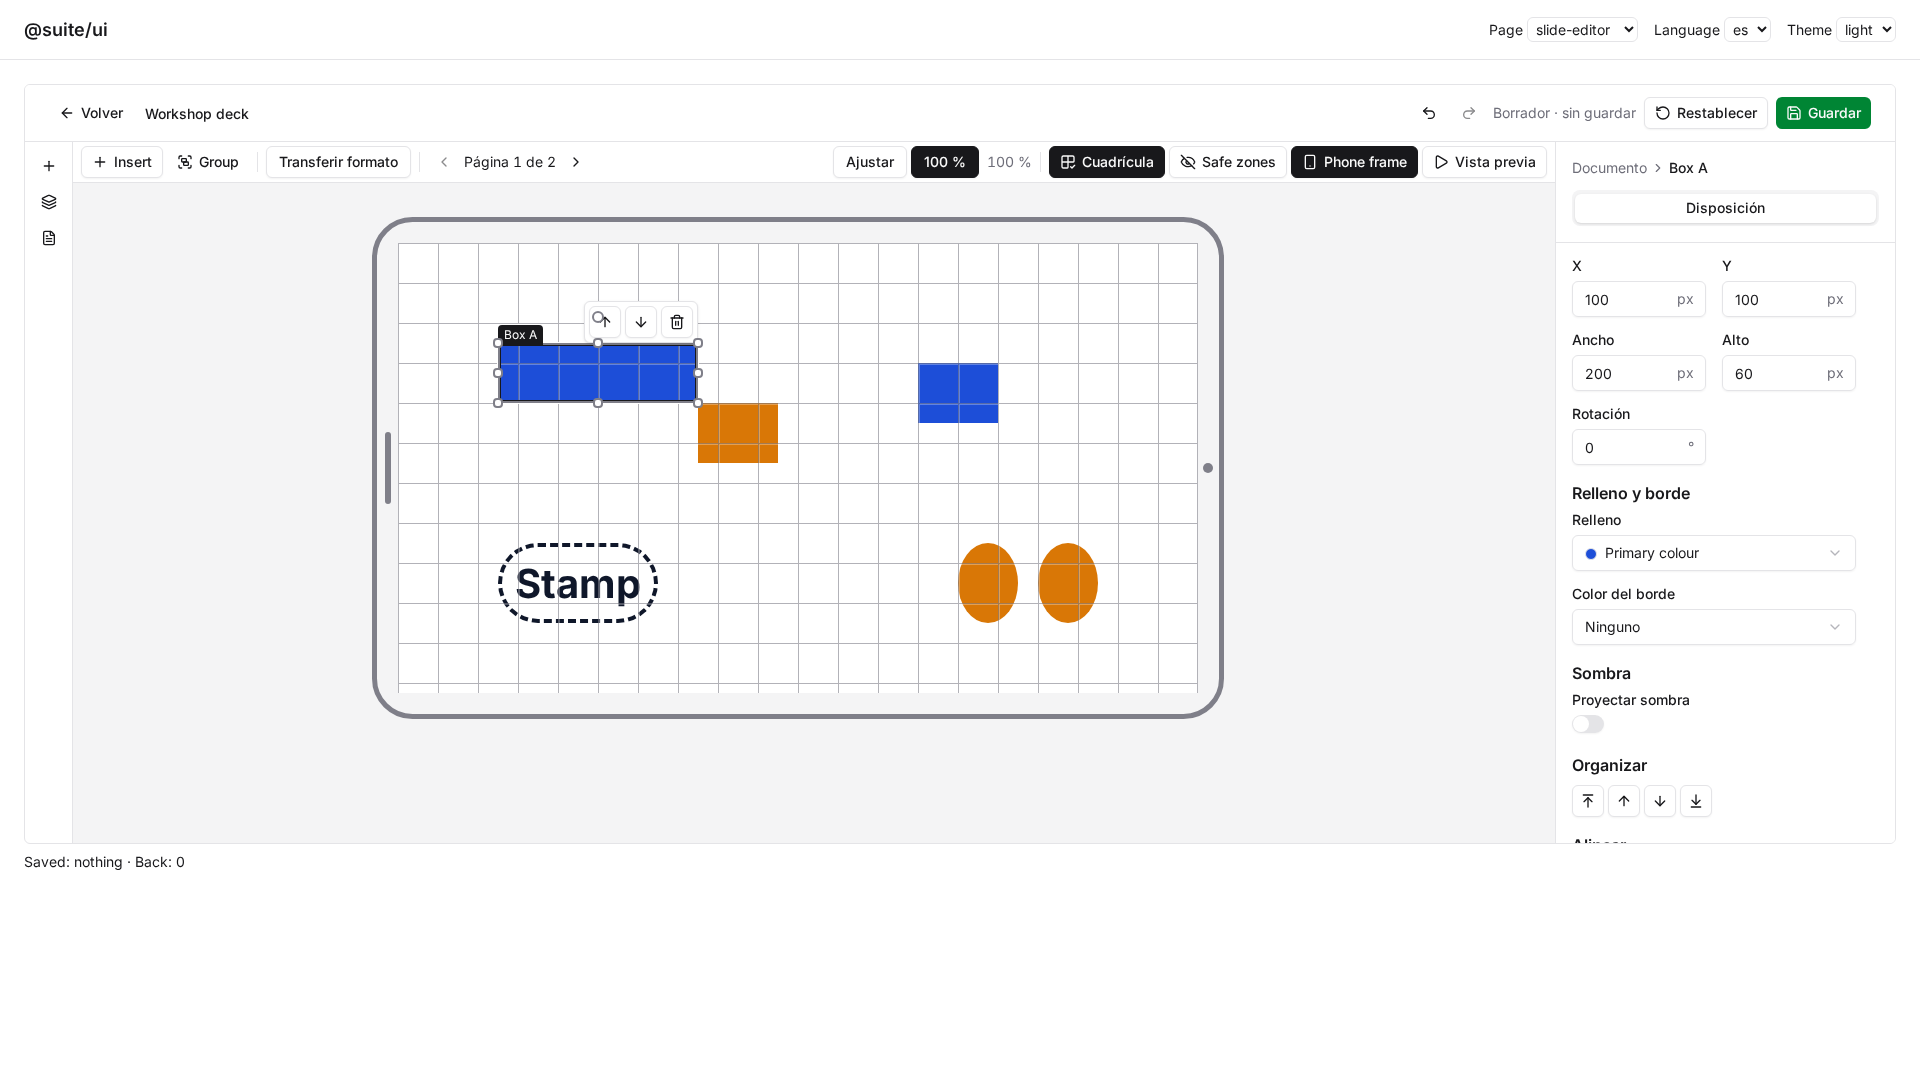 @suite/ui
Page slide-editor Language es Theme light
Volver Workshop deck
Borrador · sin guardar Restablecer Guardar
Insert Group Transferir formato Página 1 de 2
Ajustar 100 % 100 % Cuadrícula Safe zones Phone frame Vista previa
Documento Box A
Disposición
X Y
100 px 100 px
Ancho Alto
200 px 60 px
Rotación
0 °
Relleno y borde
Relleno
Primary colour
Color del borde
Ninguno
Sombra
Proyectar sombra
Organizar
Box A
Stamp
Saved: nothing · Back: 0